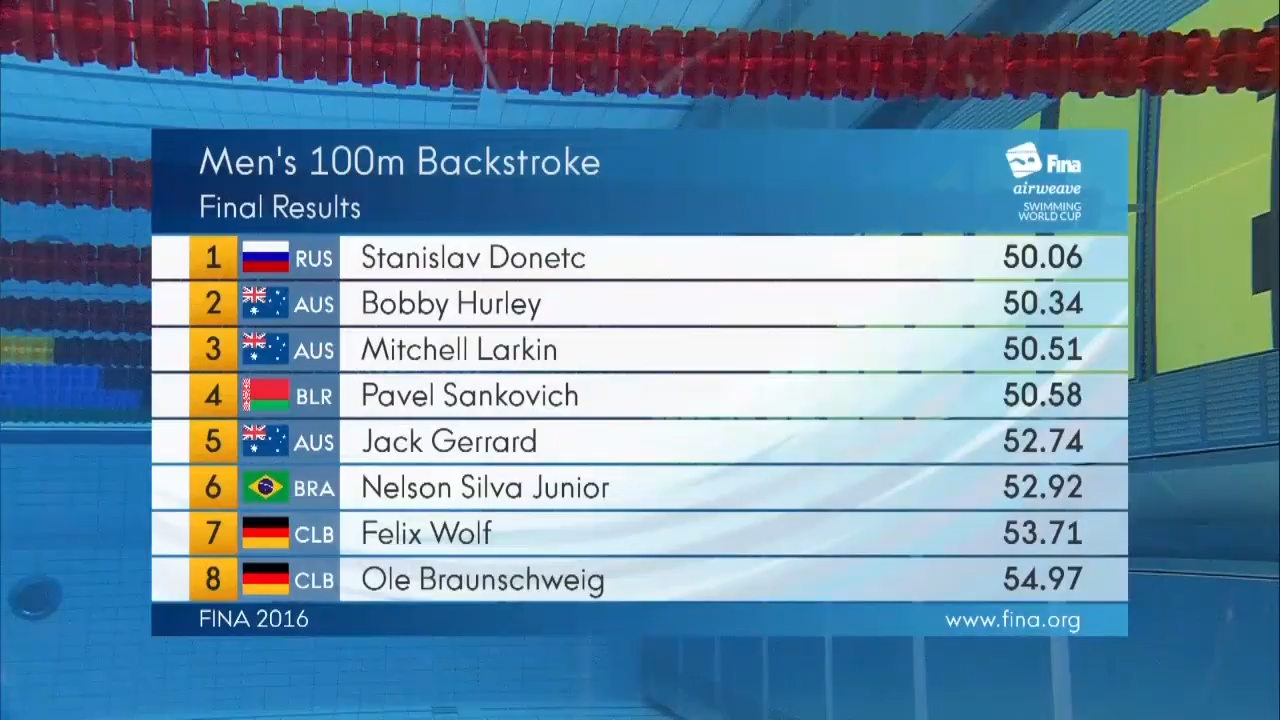 Men's 100m Backstroke
Final Results
Fina
airweave
SWIMMING
WORLD CUP
1 RUS Stanislav Donetc 50.06
2 AUS Bobby Hurley 50.34
3 AUS Mitchell Larkin 50.51
4 BLR Pavel Sankovich 50.58
5 AUS Jack Gerrard 52.74
6 BRA Nelson Silva Junior 52.92
7 CLB Felix Wolf 53.71
8 CLB Ole Braunschweig 54.97
FINA 2016 www.fina.org